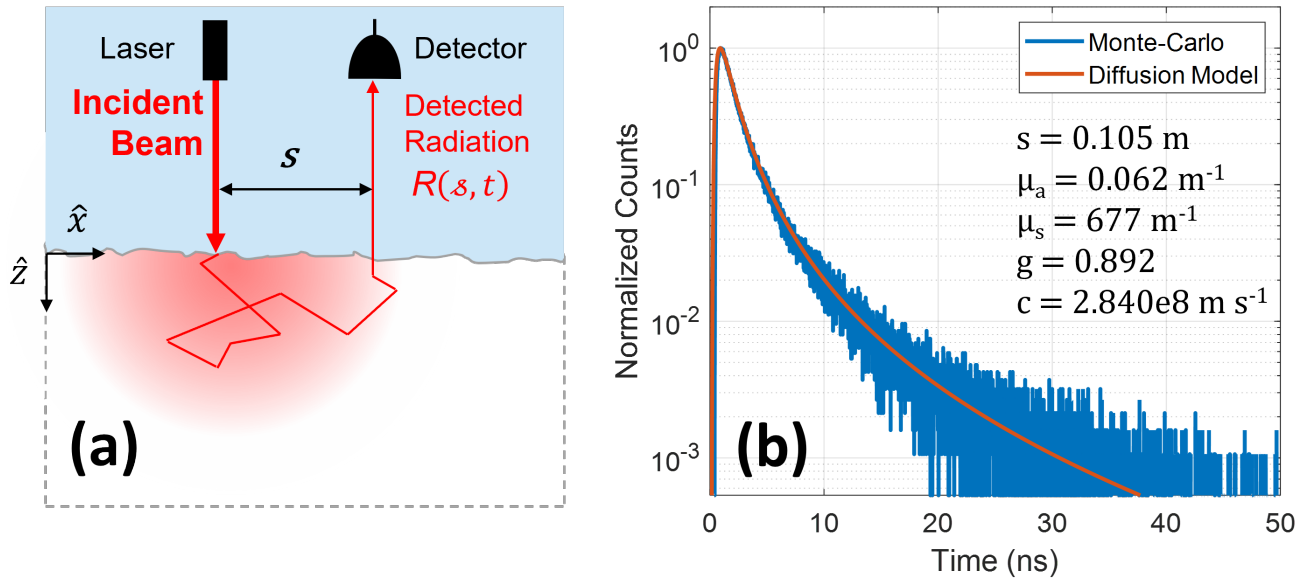 Laser
Detector
Incident
Beam
Detected
Radiation
R(𝓈, t)
s
x̂
ẑ
(a)
Normalized Counts
10⁰
10⁻¹
10⁻²
10⁻³
Monte-Carlo
Diffusion Model
s = 0.105 m
μₐ = 0.062 m⁻¹
μₛ = 677 m⁻¹
g = 0.892
c = 2.840e8 m s⁻¹
(b)
0 10 20 30 40 50
Time (ns)